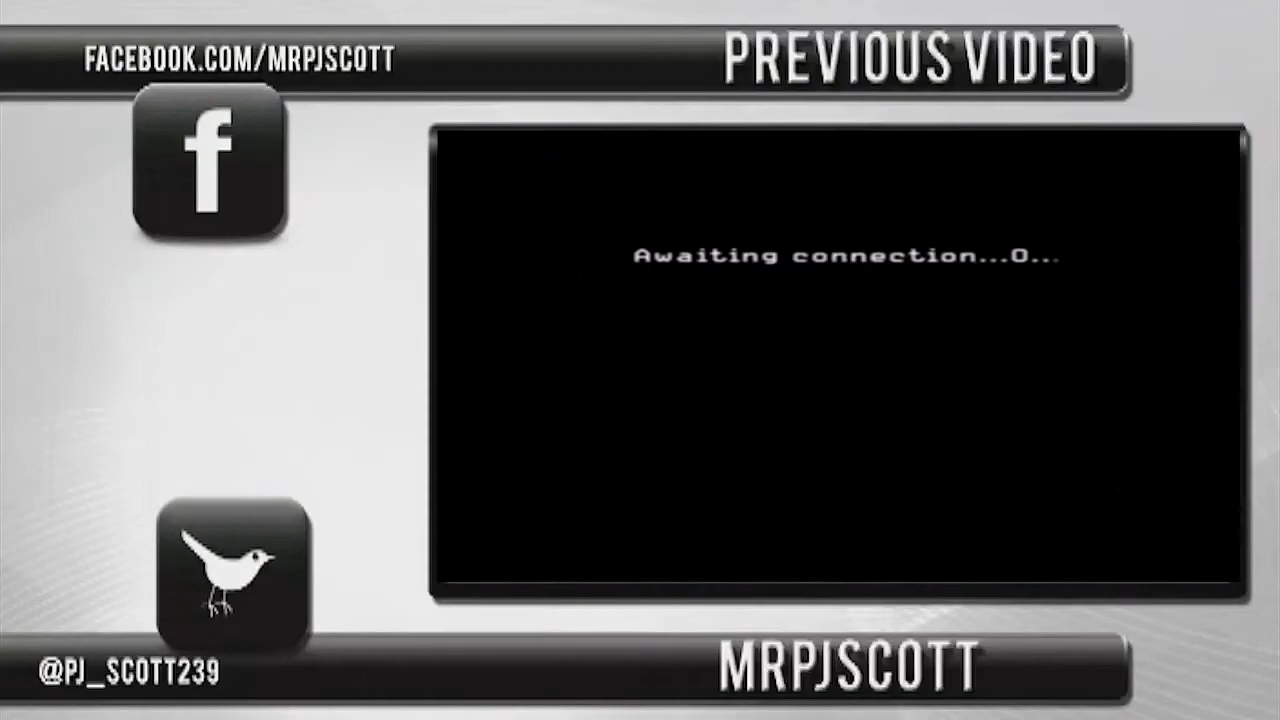 FACEBOOK.COM/MRPJSCOTT
PREVIOUS VIDEO
f
Awaiting connection...0...
@PJ_SCOTT239
MRPJSCOTT